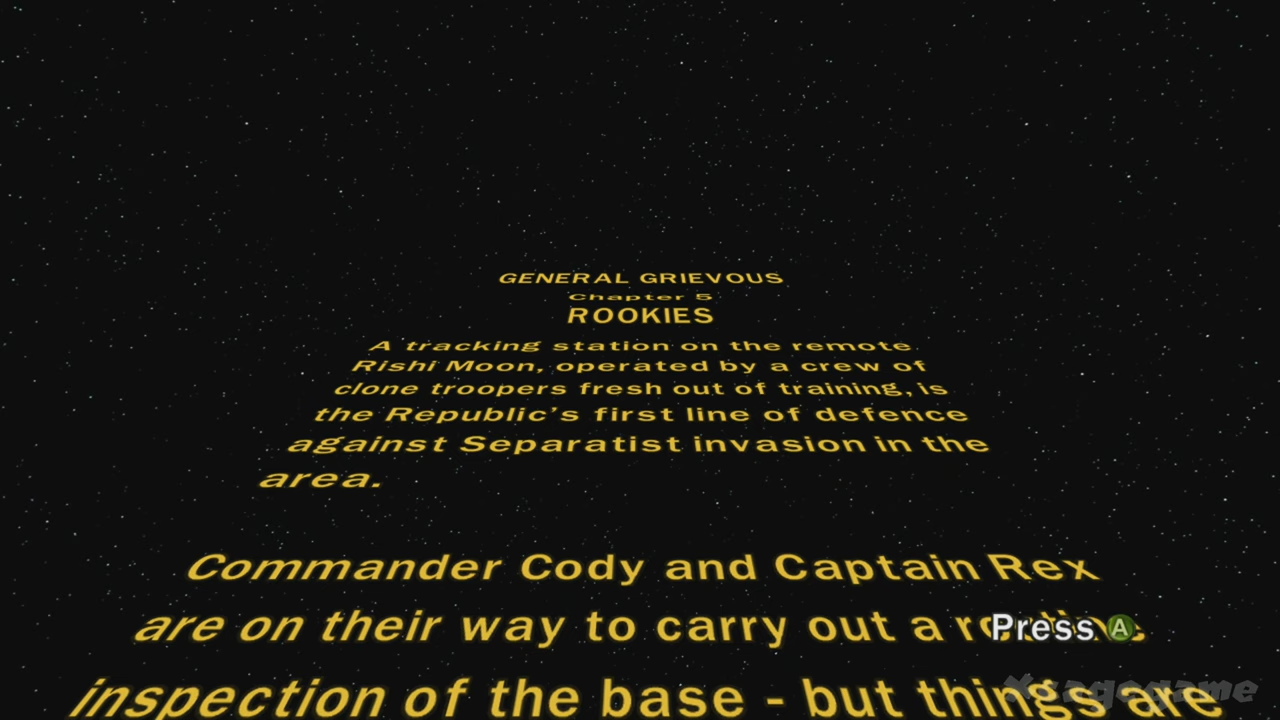 GENERAL GRIEVOUS
Chapter 5
ROOKIES
A tracking station on the remote
Rishi Moon, operated by a crew of
clone troopers fresh out of training, is
the Republic's first line of defence
against Separatist invasion in the
area.
Commander Cody and Captain Rex
are on their way to carry out a
Press A
inspection of the base - but things are